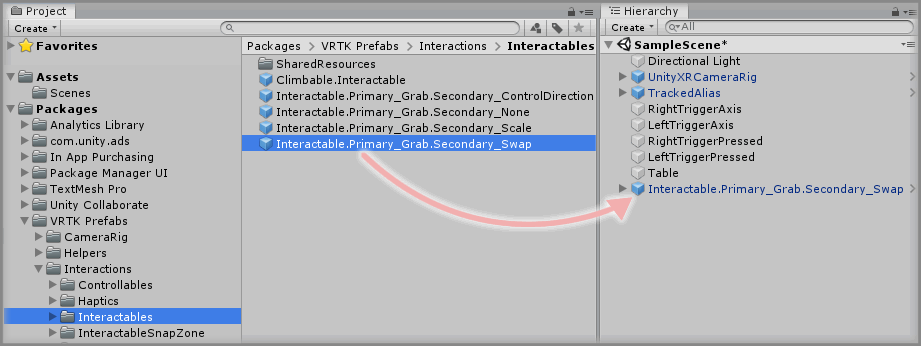 Project
Create
Favorites
Assets
Scenes
Packages
Analytics Library
com.unity.ads
In App Purchasing
Package Manager UI
TextMesh Pro
Unity Collaborate
VRTK Prefabs
CameraRig
Helpers
Interactions
Controllables
Haptics
Interactables
InteractableSnapZone
Packages > VRTK Prefabs > Interactions > Interactables
SharedResources
Climbable.Interactable
Interactable.Primary_Grab.Secondary_ControlDirection
Interactable.Primary_Grab.Secondary_None
Interactable.Primary_Grab.Secondary_Scale
Interactable.Primary_Grab.Secondary_Swap
Hierarchy
Create
All
SampleScene*
Directional Light
UnityXRCameraRig
TrackedAlias
RightTriggerAxis
LeftTriggerAxis
RightTriggerPressed
LeftTriggerPressed
Table
Interactable.Primary_Grab.Secondary_Swap